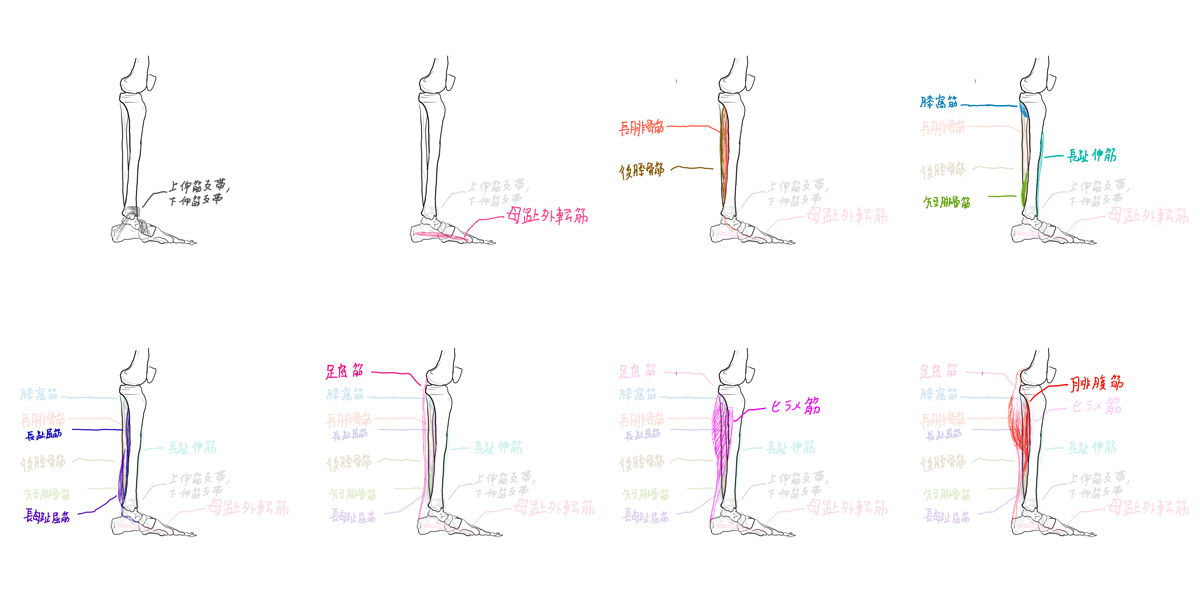 上伸筋支帯,
下伸筋支帯
上伸筋支帯,
下伸筋支帯
母趾外転筋
長腓骨筋
後脛骨筋
上伸筋支帯,
下伸筋支帯
母趾外転筋
膝窩筋
長腓骨筋
長趾伸筋
後脛骨筋
上伸筋支帯,
下伸筋支帯
短腓骨筋
母趾外転筋
膝窩筋
長腓骨筋
長趾屈筋
長趾伸筋
後脛骨筋
上伸筋支帯,
下伸筋支帯
短腓骨筋
母趾外転筋
長母趾屈筋
足底筋
膝窩筋
長腓骨筋
長趾屈筋
長趾伸筋
後脛骨筋
上伸筋支帯,
下伸筋支帯
短腓骨筋
母趾外転筋
長母趾屈筋
足底筋
膝窩筋
ヒラメ筋
長腓骨筋
長趾屈筋
長趾伸筋
後脛骨筋
上伸筋支帯,
下伸筋支帯
短腓骨筋
母趾外転筋
長母趾屈筋
足底筋
腓腹筋
膝窩筋
ヒラメ筋
長腓骨筋
長趾屈筋
長趾伸筋
後脛骨筋
上伸筋支帯,
下伸筋支帯
短腓骨筋
母趾外転筋
長母趾屈筋